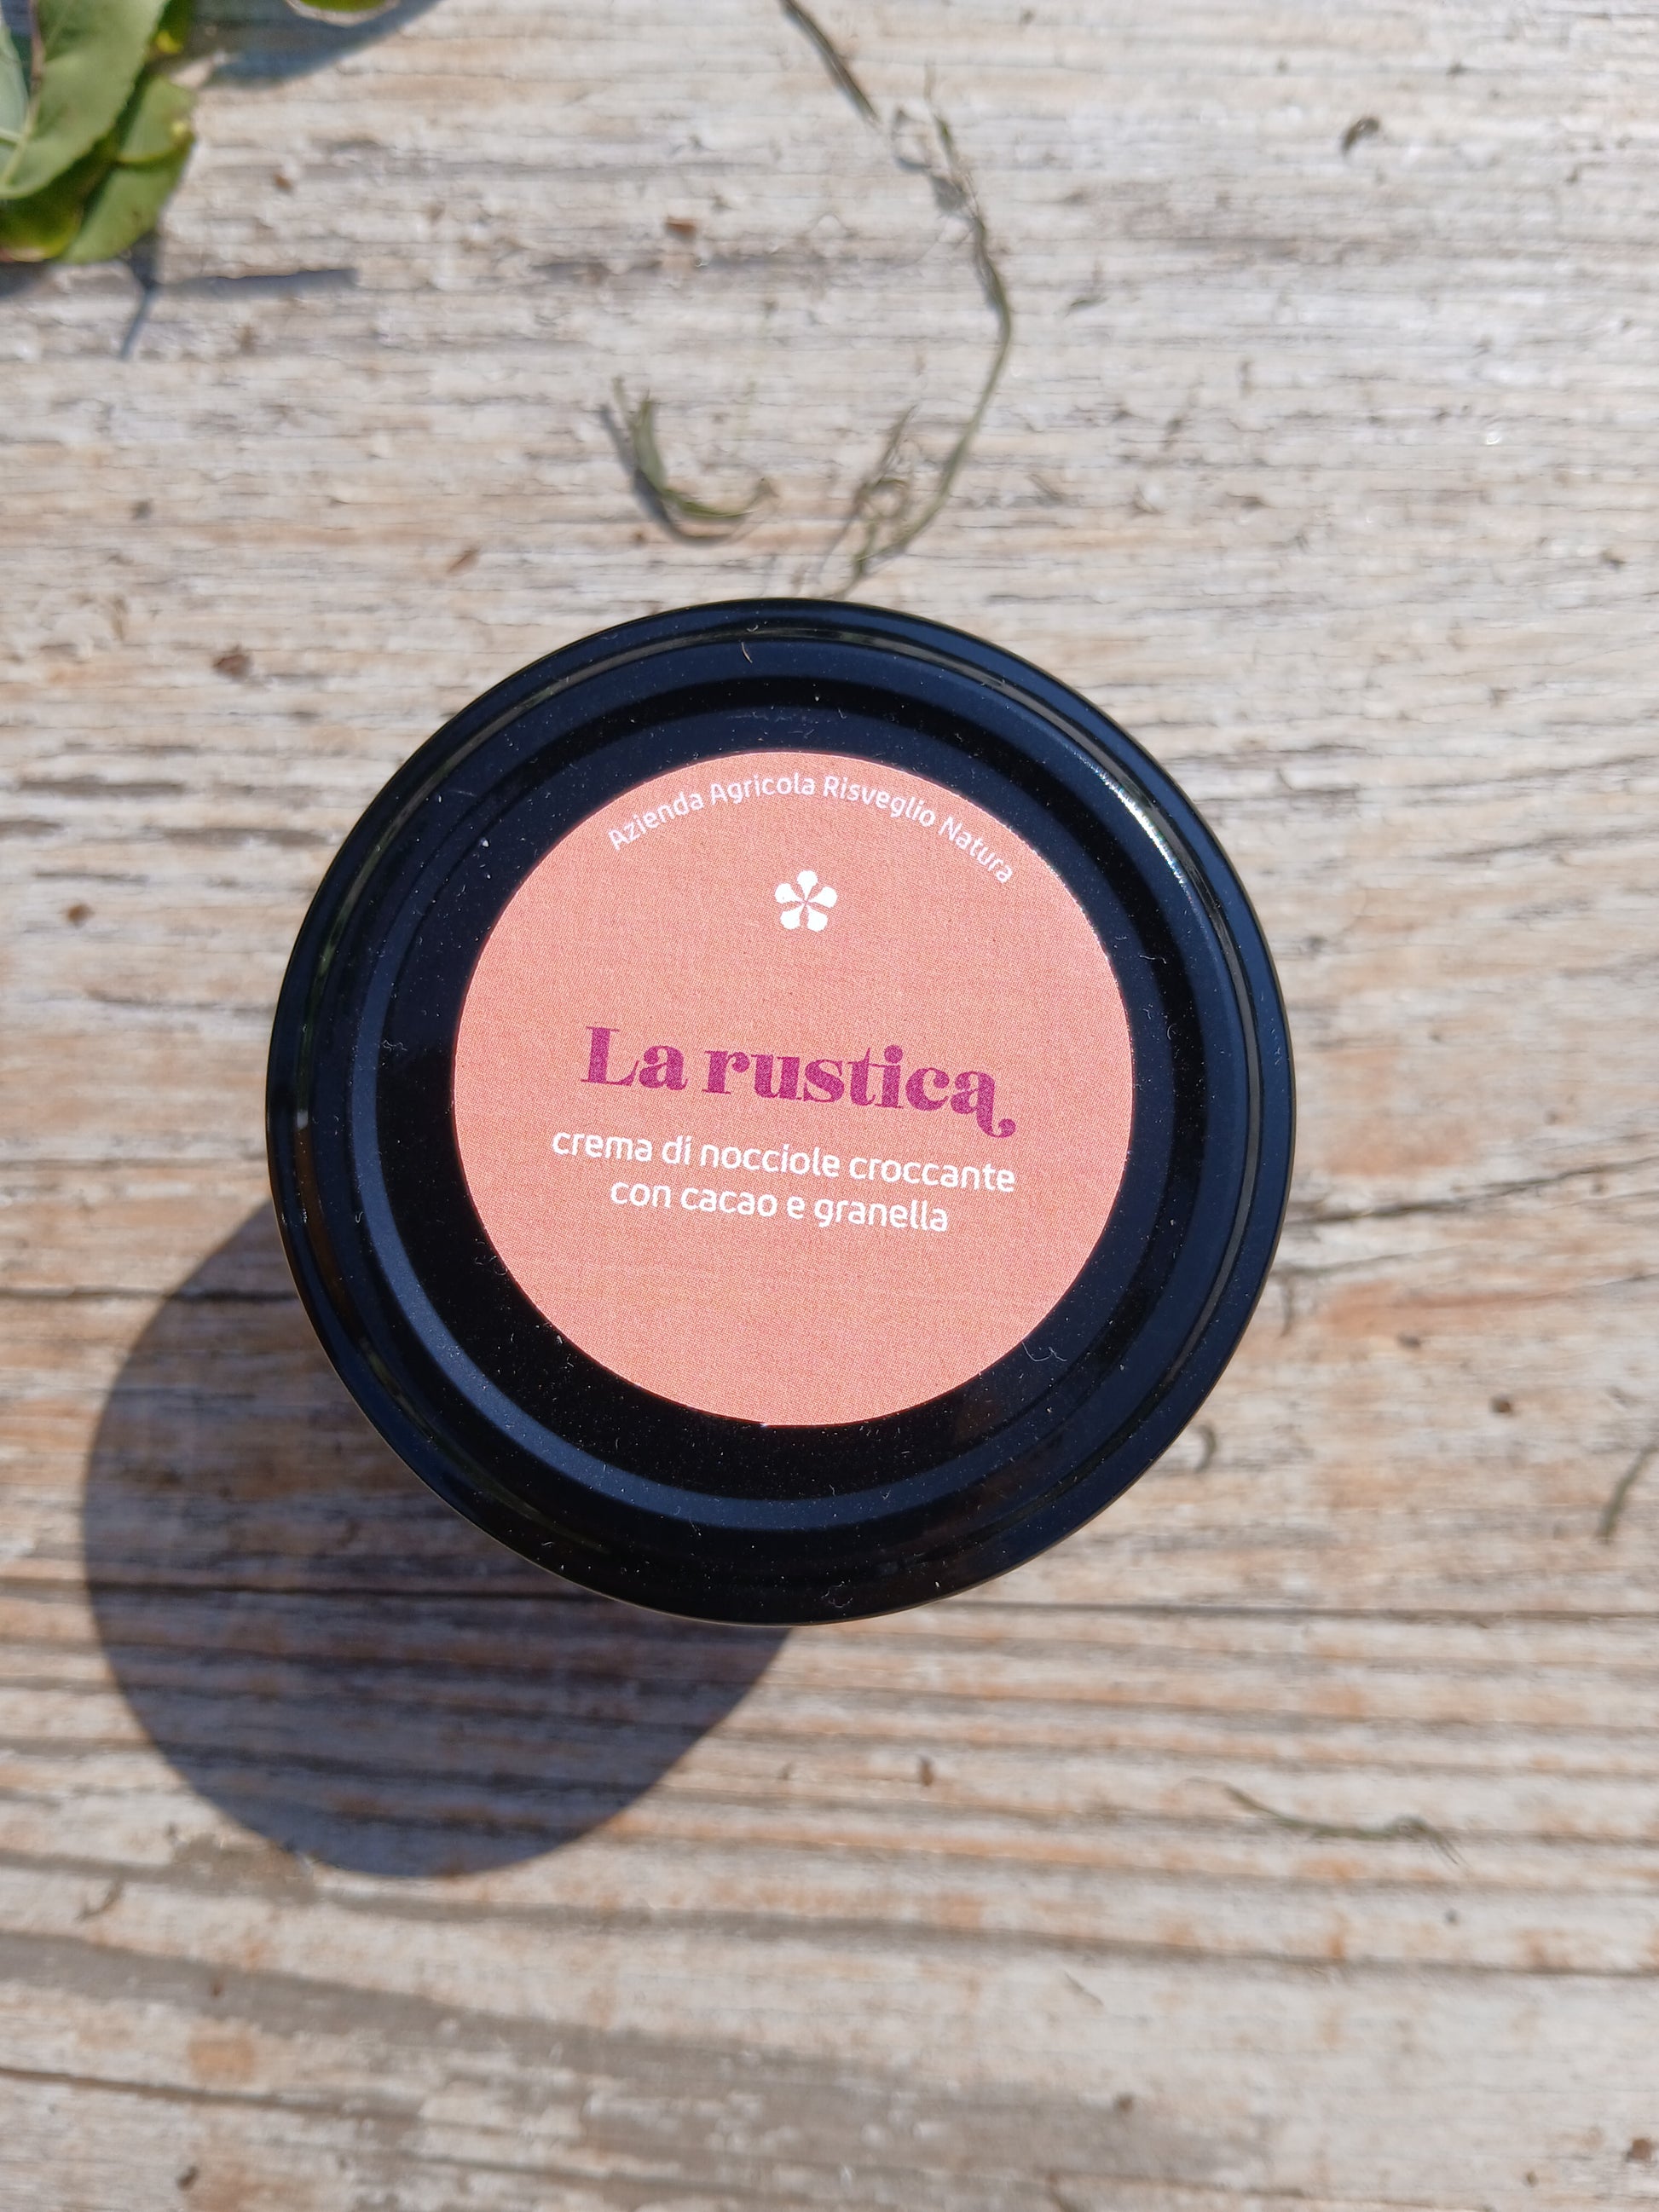 Azienda Agricola Risveglio Natura
La rustica
crema di nocciole croccante
con cacao e granella